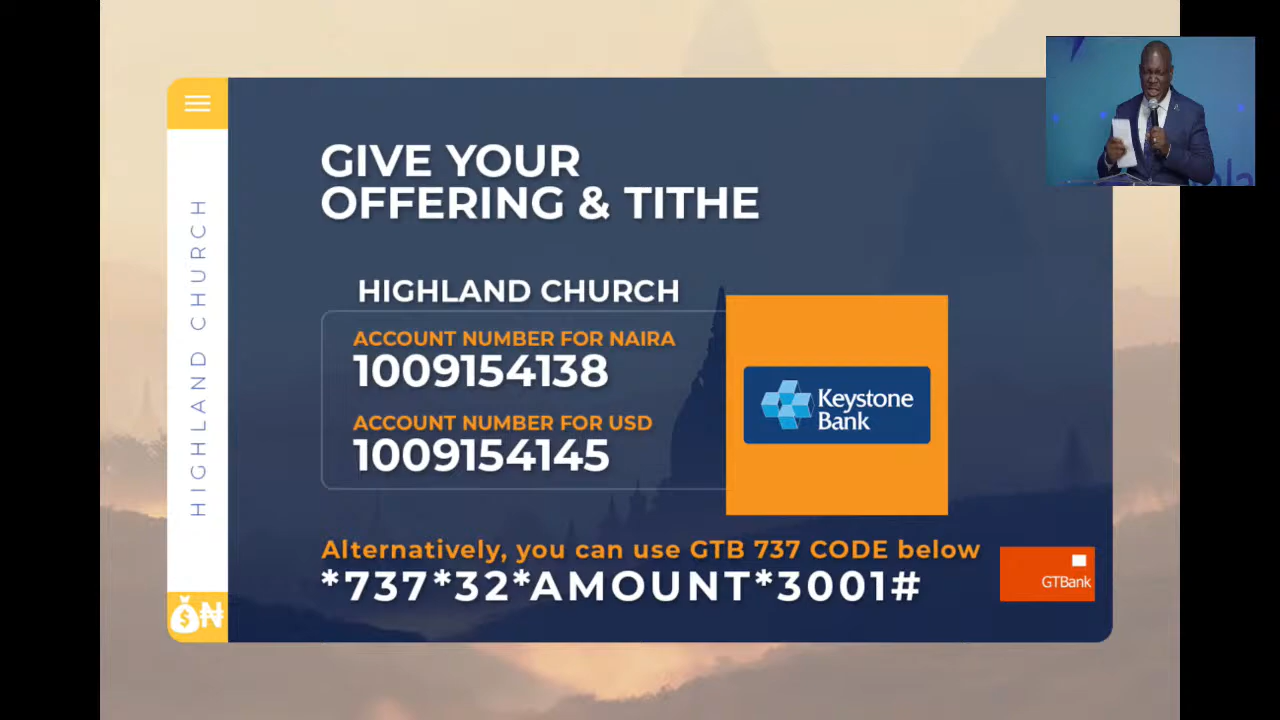 GIVE YOUR
OFFERING & TITHE
HIGHLAND CHURCH
HIGHLAND CHURCH
ACCOUNT NUMBER FOR NAIRA
1009154138
ACCOUNT NUMBER FOR USD
1009154145
Keystone
Bank
Alternatively, you can use GTB 737 CODE below
*737*32*AMOUNT*3001#
GTBank